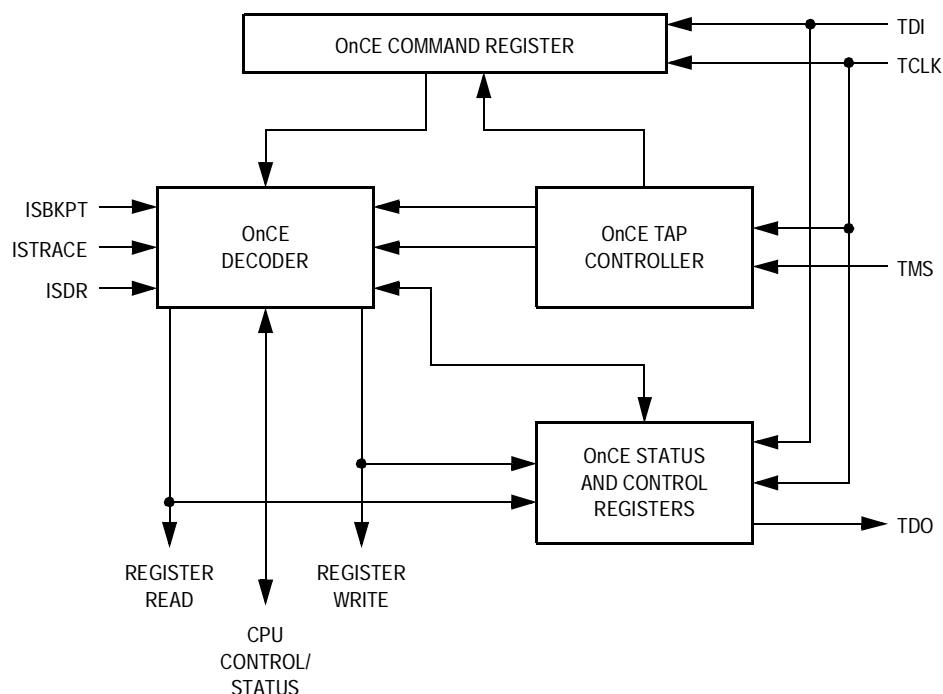 OnCE COMMAND REGISTER
TDI
TCLK
ISBKPT
ISTRACE
ISDR
OnCE
DECODER
OnCE TAP
CONTROLLER
TMS
OnCE STATUS
AND CONTROL
REGISTERS
TDO
REGISTER
READ
REGISTER
WRITE
CPU
CONTROL/
STATUS